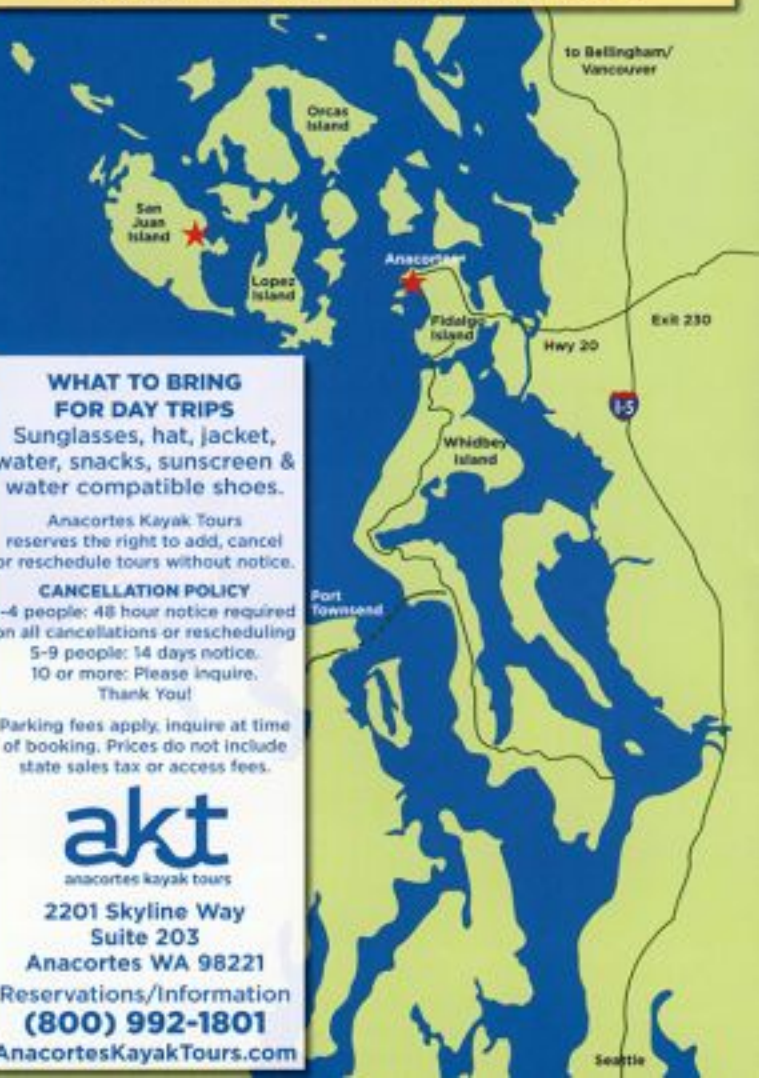 to Bellingham/
Vancouver
Orcas
Island
San
Juan
Island
Lopez
Island
Anacortes
Fidalgo
Island
Exit 230
Hwy 20
I-5
Whidbey
Island
Port
Townsend
Seattle
WHAT TO BRING
FOR DAY TRIPS
Sunglasses, hat, jacket,
water, snacks, sunscreen &
water compatible shoes.
Anacortes Kayak Tours
reserves the right to add, cancel
or reschedule tours without notice.
CANCELLATION POLICY
-4 people: 48 hour notice required
on all cancellations or rescheduling
5-9 people: 14 days notice.
10 or more: Please inquire.
Thank You!
Parking fees apply, inquire at time
of booking. Prices do not include
state sales tax or access fees.
akt
anacortes kayak tours
2201 Skyline Way
Suite 203
Anacortes WA 98221
Reservations/Information
(800) 992-1801
AnacortesKayakTours.com